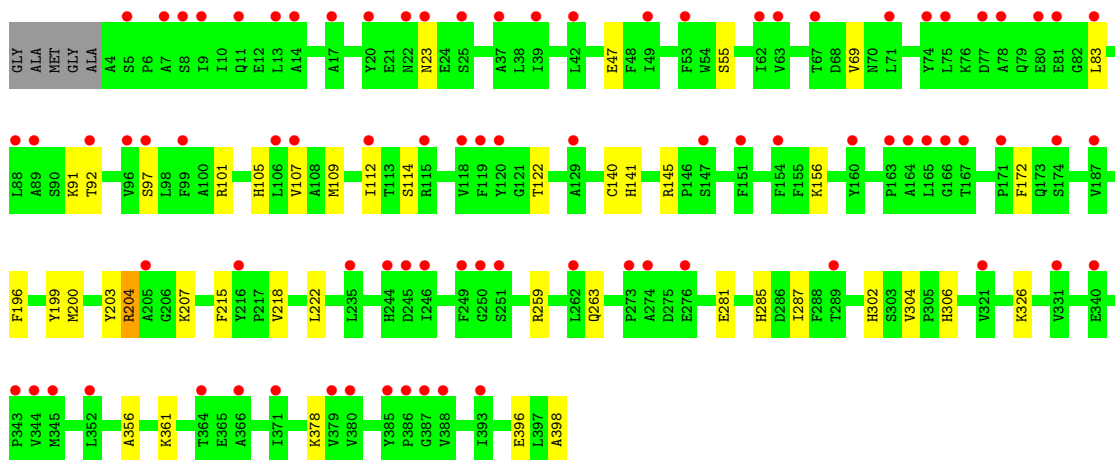 GLY ALA MET GLY ALA A4 S5 P6 A7 S8 I9 I10 Q11 E12 L13 A14 A17 Y20 E21 N22 N23 E24 S25 A37 L38 I39 L42 E47 F48 I49 F53 W54 S55 I62 V63 T67 D68 V69 N70 L71 Y74 L75 K76 D77 A78 Q79 E80 E81 G82 L83
L88 A89 S90 K91 T92 V96 S97 L98 F99 A100 R101 H105 L106 V107 A108 M109 I112 T113 S114 R115 V118 F119 Y120 G121 T122 A129 C140 H141 R145 P146 S147 F151 F154 F155 K156 Y160 P163 A164 L165 G166 T167 P171 F172 Q173 S174 V187
F196 Y199 M200 Y203 R204 A205 G206 K207 F215 Y216 P217 V218 L222 L235 H244 D245 I246 F249 G250 S251 R259 L262 Q263 P273 A274 D275 E276 E281 H285 D286 I287 F288 T289 H302 S303 V304 P305 H306 V321 K326 V331 E340
P343 V344 M345 L352 A356 K361 T364 E365 A366 I371 K378 V379 V380 Y385 P386 G387 V388 I393 E396 L397 A398